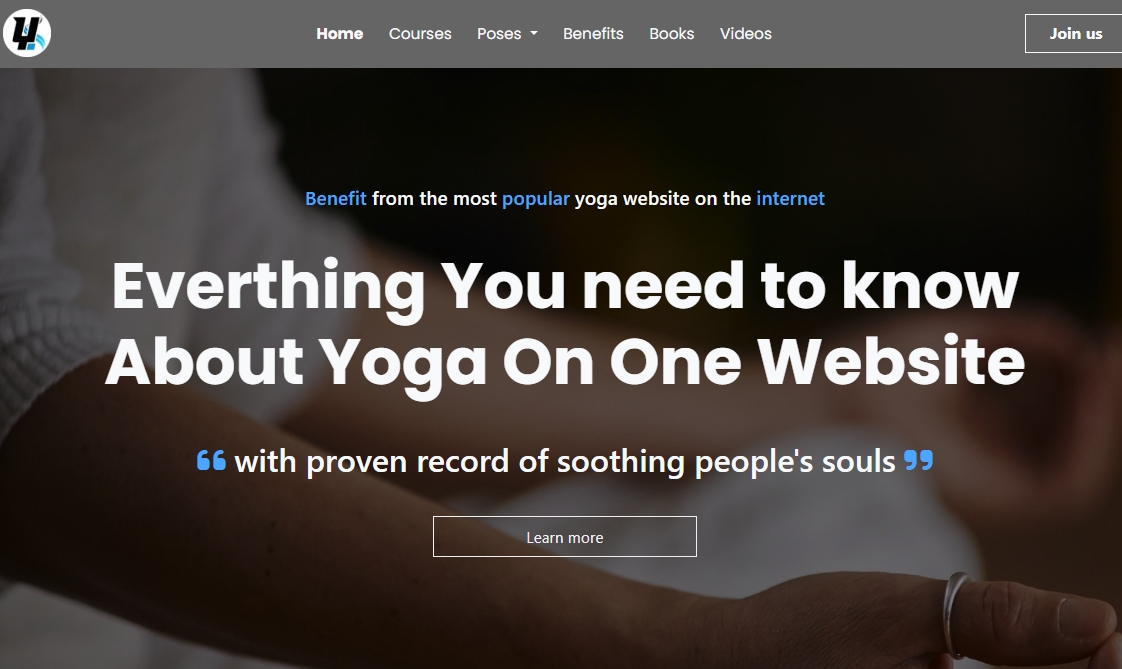 Home Courses Poses Benefits Books Videos Join us
Benefit from the most popular yoga website on the internet
Everthing You need to know
About Yoga On One Website
❝ with proven record of soothing people's souls ❞
Learn more